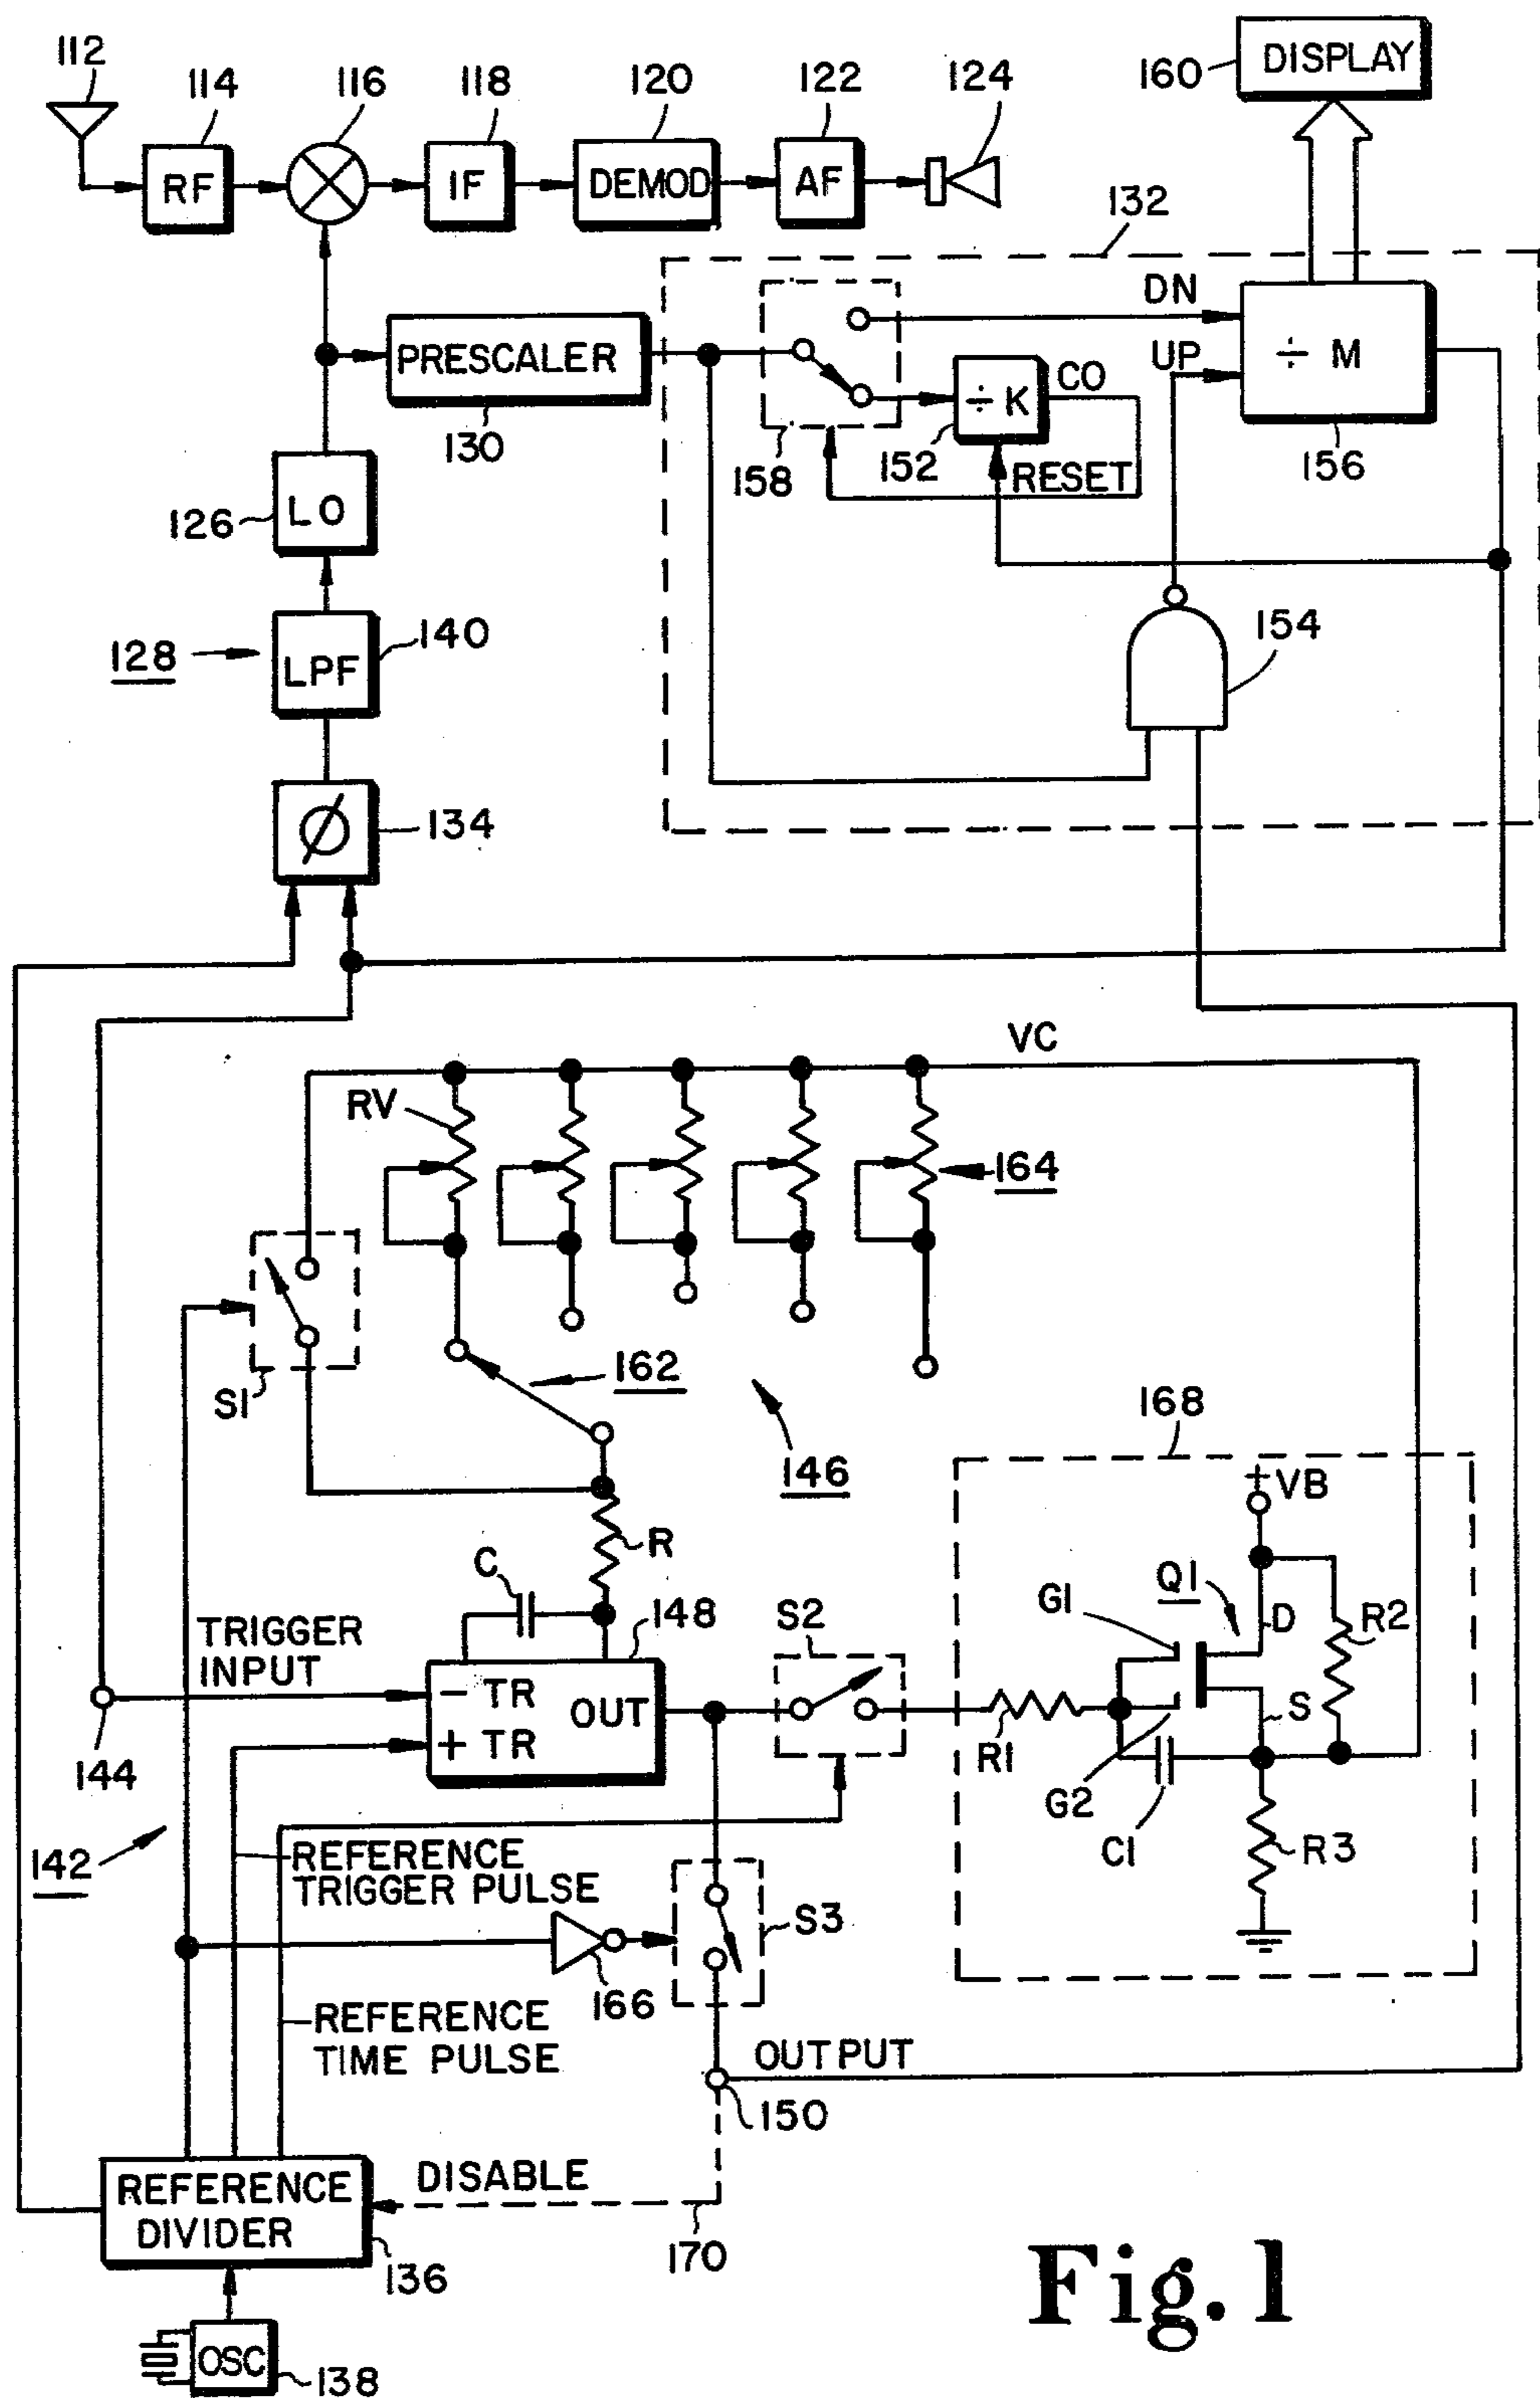 112
114
116
118
120
122
124
160
DISPLAY
RF
IF
DEMOD
AF
132
DN
UP
PRESCALER
÷ K
CO
÷ M
130
158
152
RESET
156
126
LO
128
LPF
140
154
Ø
134
VC
RV
164
S1
162
146
168
+
VB
R
C
148
S2
G1
Q1
D
R2
TRIGGER
INPUT
- TR
OUT
+ TR
S
R1
G2
C1
R3
144
142
REFERENCE
TRIGGER PULSE
S3
166
REFERENCE
TIME PULSE
OUTPUT
150
REFERENCE
DIVIDER
DISABLE
136
170
OSC
138
Fig. 1